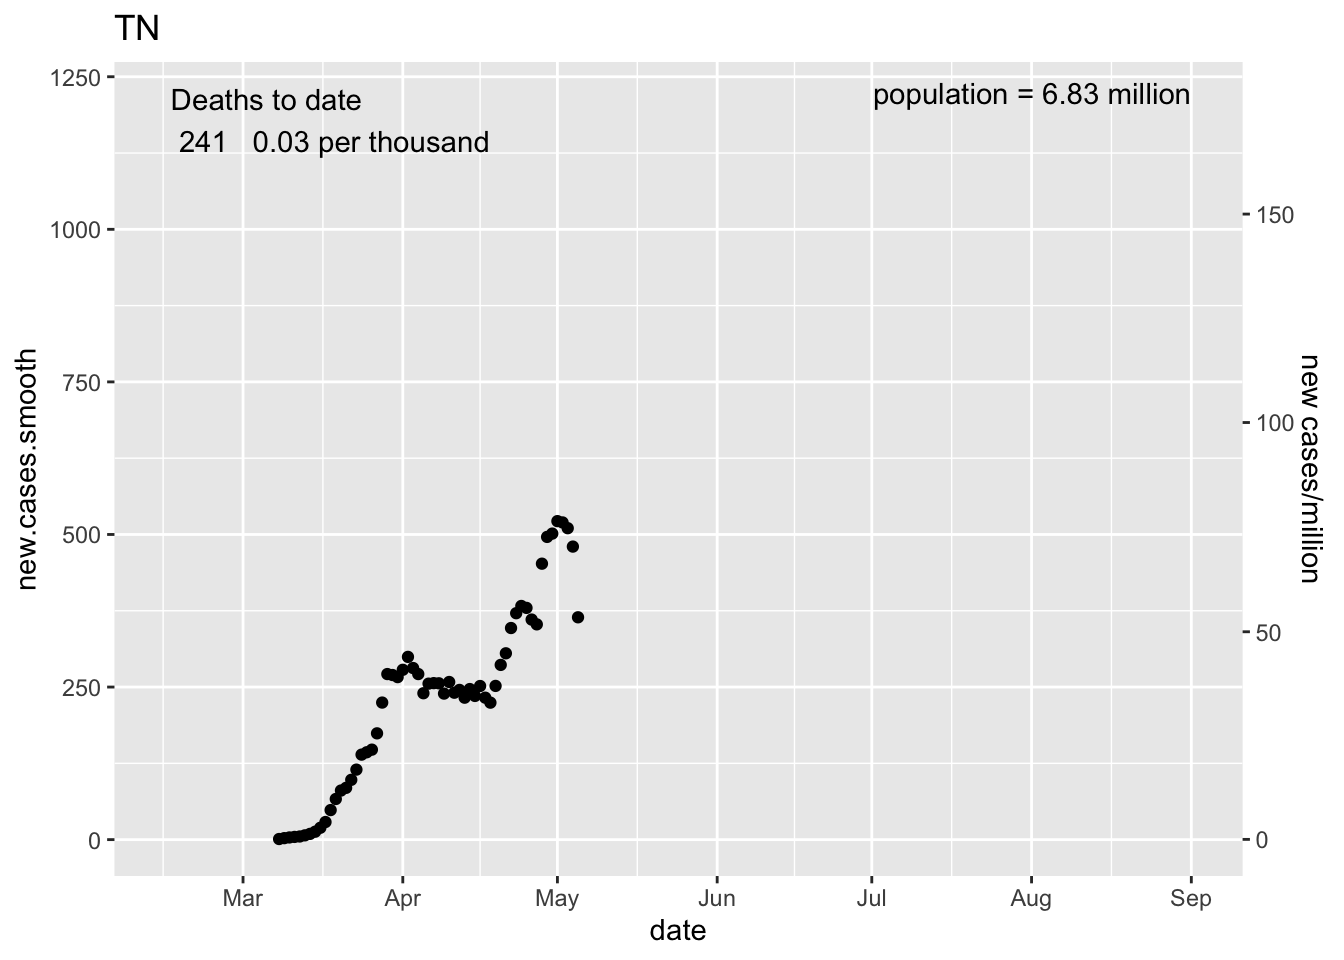 TN
Deaths to date
241 0.03 per thousand
population = 6.83 million
new.cases.smooth
1250
1000
750
500
250
0
150
100
50
0
new cases/million
Mar Apr May Jun Jul Aug Sep
date